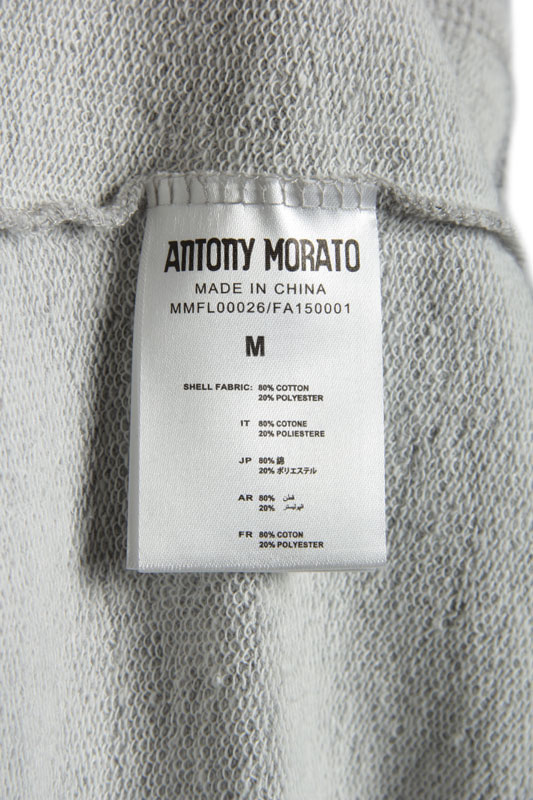 ANTONY MORATO
MADE IN CHINA
MMFL00026/FA150001
M
SHELL FABRIC: 80% COTTON
20% POLYESTER
IT 80% COTONE
20% POLIESTERE
JP 80% 綿
20% ポリエステル
AR 80% قطن
20%
FR 80% COTON
20% POLYESTER